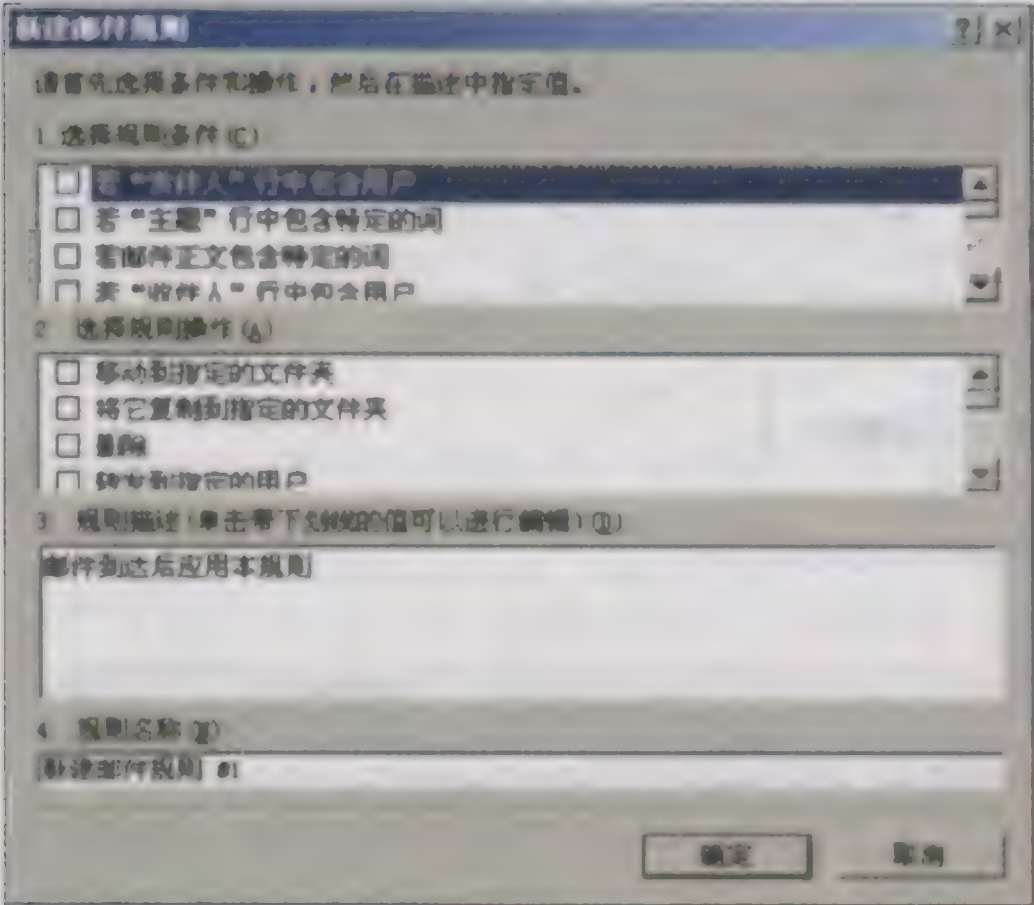 新建邮件规则
请首先选择条件和操作，然后在描述中指定值。
1 选择规则条件(C)
若“发件人”行中包含用户
若“主题”行中包含特定的词
若邮件正文包含特定的词
若“收件人”行中包含用户
2 选择规则操作(A)
移动到指定的文件夹
将它复制到指定的文件夹
删除
转发到指定的用户
3 规则描述(单击带下划线的值可以进行编辑)(D)
邮件到达后应用本规则
4 规则名称(N)
新建邮件规则 #1
确定
取消